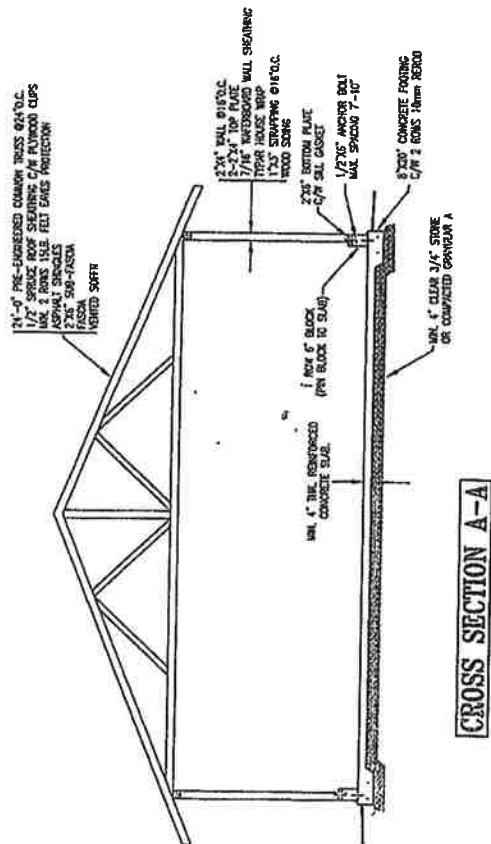 24'-0" PRE-ENGINEERED COMMON TRUSS @24"O.C.
1/2" SPRUCE ROOF SHEATHING C/W PLYWOOD CLIPS
MIN. 2 ROWS 15LB. FELT EAVES PROTECTION
ASPHALT SHINGLES
2"X6" SUB-FASCIA
FASCIA
VENTED SOFFIT
2"X4" WALL @16"O.C.
2-2"X4" TOP PLATE
7/16" WAFERBOARD WALL SHEATHING
TYPAR HOUSE WRAP
1"X3" STRAPPING @16"O.C.
WOOD SIDING
2"X6" BOTTOM PLATE
C/W SILL GASKET
1/2"X6" ANCHOR BOLT
MAX. SPACING 7'-10"
8"X20" CONCRETE FOOTING
C/W 2 ROWS 10mm REROD
1 ROW 6" BLOCK
(PIN BLOCK TO SLAB)
MIN. 4" THK. REINFORCED
CONCRETE SLAB.
MIN. 4" CLEAR 3/4" STONE
OR COMPACTED GRANULAR A
CROSS SECTION A-A